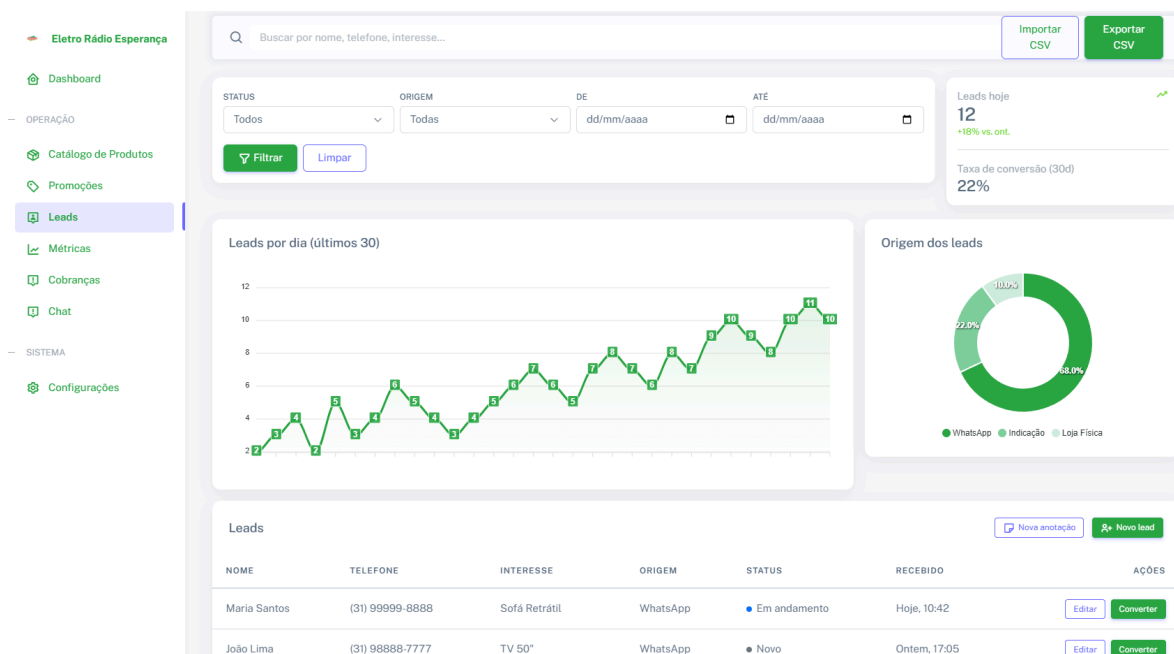 Eletro Rádio Esperança
Dashboard
OPERAÇÃO
Catálogo de Produtos
Promoções
Leads
Métricas
Cobranças
Chat
SISTEMA
Configurações
Buscar por nome, telefone, interesse...
Importar
CSV
Exportar
CSV
STATUS ORIGEM DE ATÉ
Todos Todas dd/mm/aaaa dd/mm/aaaa
Filtrar Limpar
Leads hoje
12
+18% vs. ont.
Taxa de conversão (30d)
22%
Leads por dia (últimos 30)
12
10
8
6
4
2
2 3 4 2 5 3 4 6 5 4 3 4 5 6 7 6 5 7 8 7 6 8 7 9 10 9 8 10 11 10
Origem dos leads
10.0%
22.0%
68.0%
WhatsApp Indicação Loja Física
Leads
Nova anotação Novo lead
NOME TELEFONE INTERESSE ORIGEM STATUS RECEBIDO AÇÕES
Maria Santos (31) 99999-8888 Sofá Retrátil WhatsApp Em andamento Hoje, 10:42 Editar Converter
João Lima (31) 98888-7777 TV 50" WhatsApp Novo Ontem, 17:05 Editar Converter